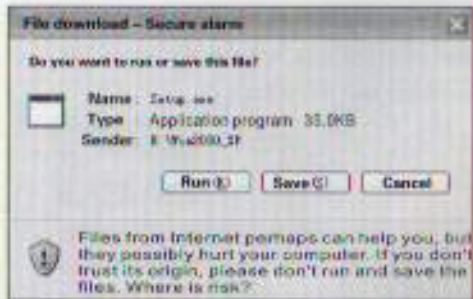 File download – Secure alarm
Do you want to run or save this file?
Name : Setup.exe
Type : Application program 35.0KB
Sender:
Run(R) Save(S) Cancel
Files from Internet perhaps can help you, but
they possibly hurt your computer. If you don't
trust its origin, please don't run and save the
files. Where is risk?